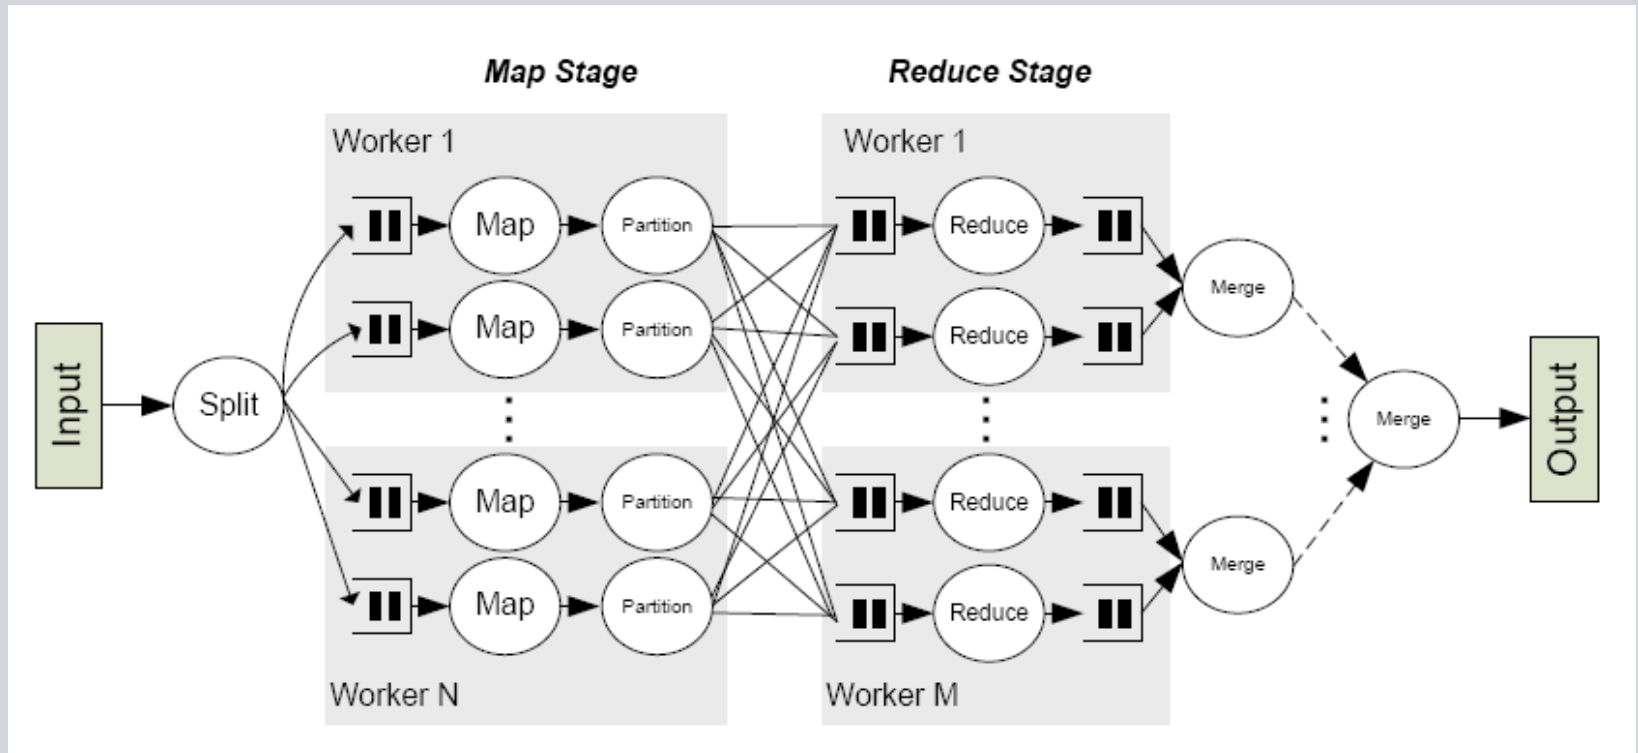 Map Stage
Reduce Stage
Worker 1
Worker 1
Map
Partition
Reduce
Map
Partition
Reduce
Merge
Input
Split
Merge
Output
Map
Partition
Reduce
Map
Partition
Reduce
Merge
Worker N
Worker M